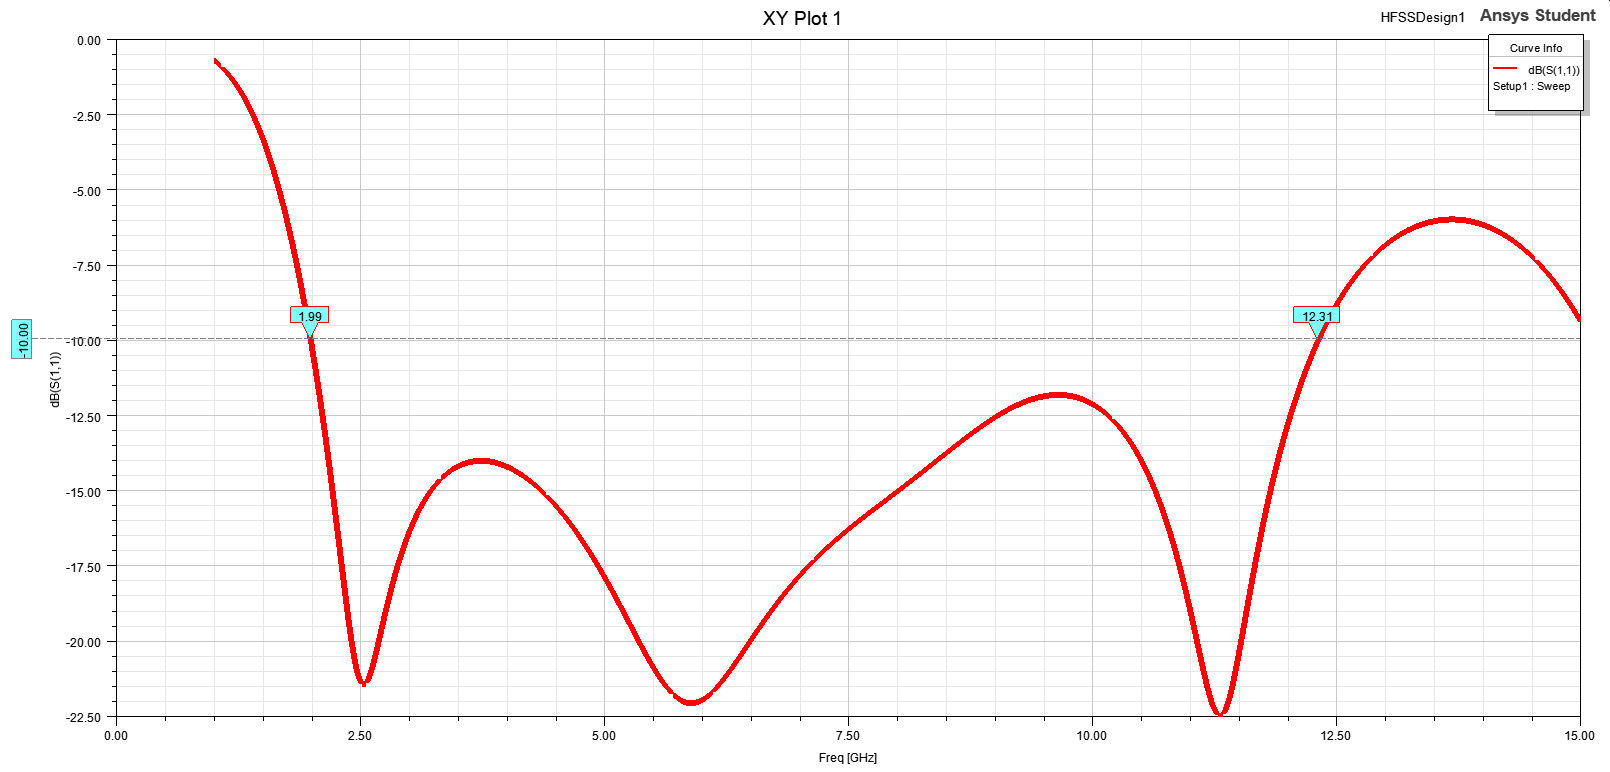 XY Plot 1
HFSSDesign1
Ansys Student
Curve Info
dB(S(1,1))
Setup1 : Sweep
0.00
-2.50
-5.00
-7.50
-10.00
-12.50
-15.00
-17.50
-20.00
-22.50
-10.00
dB(S(1,1))
1.99
12.31
0.00
2.50
5.00
7.50
10.00
12.50
15.00
Freq [GHz]